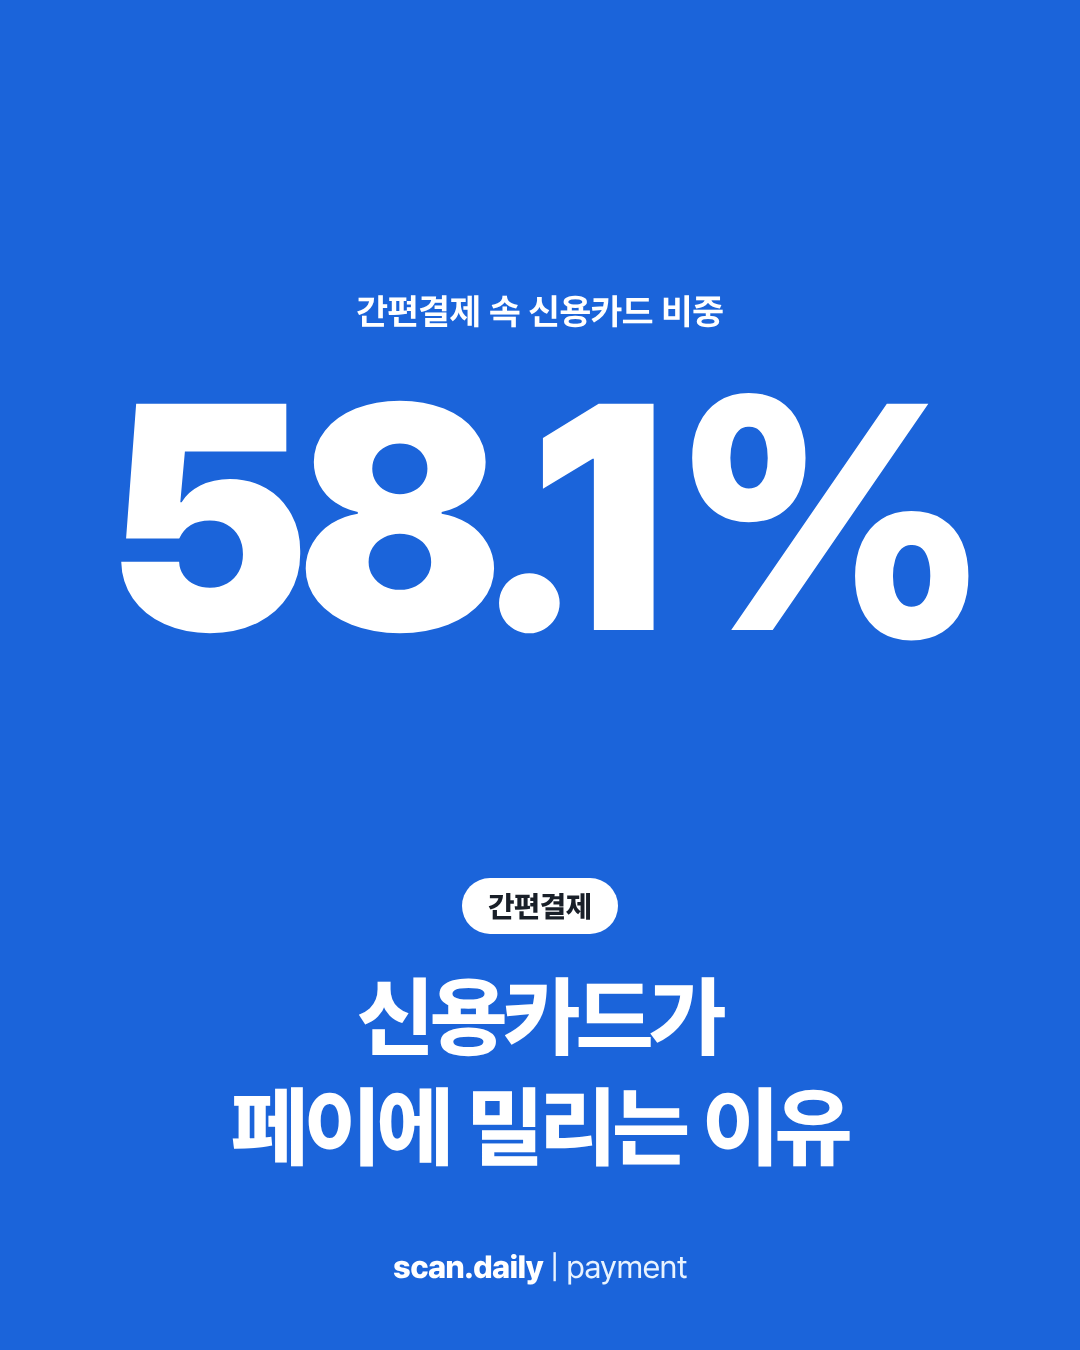 간편결제 속 신용카드 비중
58.1%
간편결제
신용카드가
페이에 밀리는 이유
scan.daily | payment